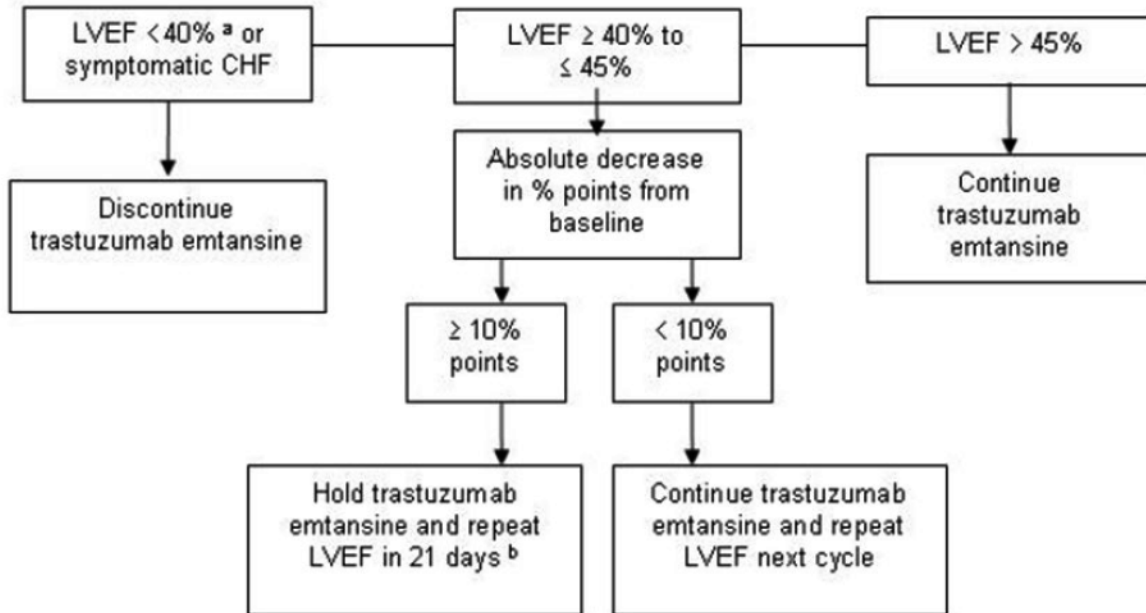 LVEF <40% a or
symptomatic CHF
LVEF ≥ 40% to
≤ 45%
LVEF > 45%
Absolute decrease
in % points from
baseline
Discontinue
trastuzumab emtansine
Continue
trastuzumab
emtansine
≥ 10%
points
< 10%
points
Hold trastuzumab
emtansine and repeat
LVEF in 21 days b
Continue trastuzumab
emtansine and repeat
LVEF next cycle